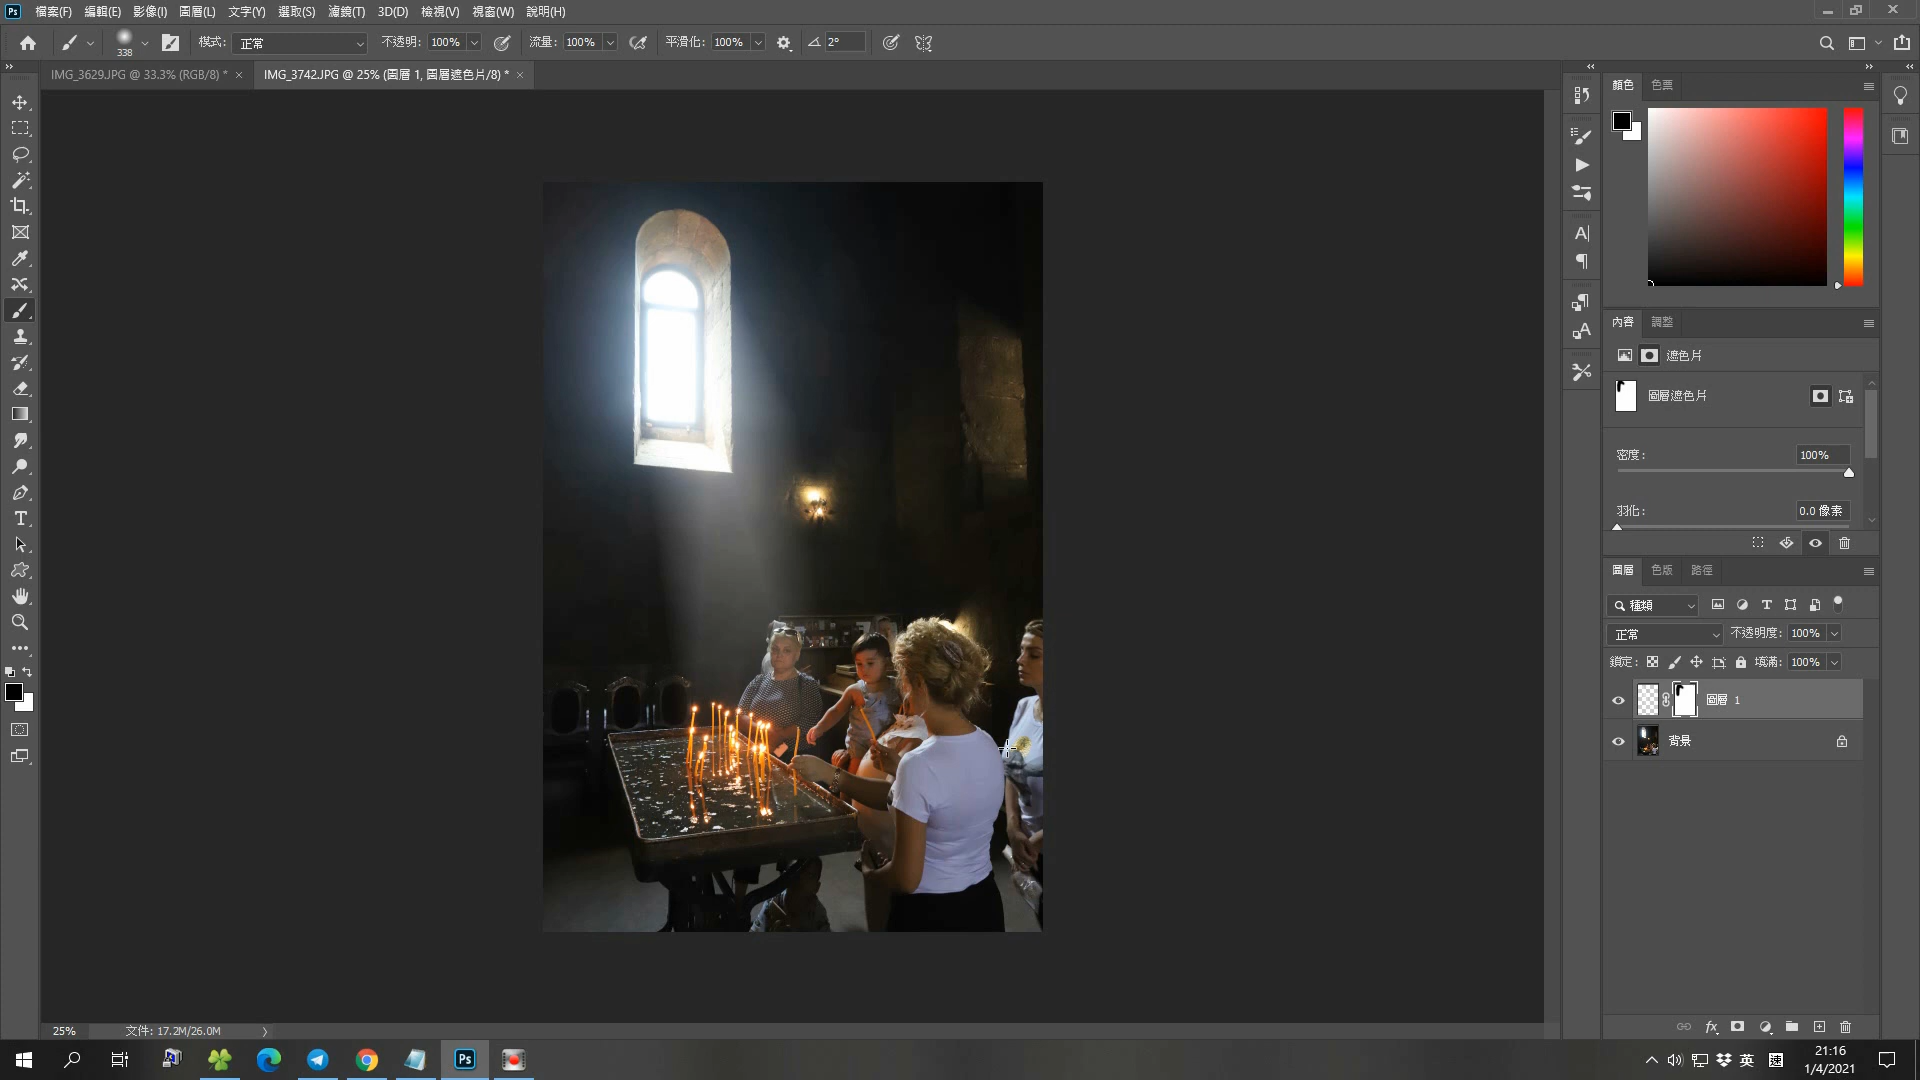 Ps 檔案(F) 編輯(E) 影像(I) 圖層(L) 文字(Y) 選取(S) 濾鏡(T) 3D(D) 檢視(V) 視窗(W) 說明(H)
338 模式: 正常 不透明: 100% 流量: 100% 平滑化: 100% 2°
IMG_3629.JPG @ 33.3% (RGB/8) * × IMG_3742.JPG @ 25% (圖層 1, 圖層遮色片/8) * ×
顏色 色票
內容 調整
遮色片
圖層遮色片
密度: 100%
羽化: 0.0 像素
圖層 色版 路徑
種類
正常 不透明度: 100%
鎖定: 填滿: 100%
圖層 1
背景
fx
25% 文件: 17.2M/26.0M
Ps
英 速
21:16
1/4/2021